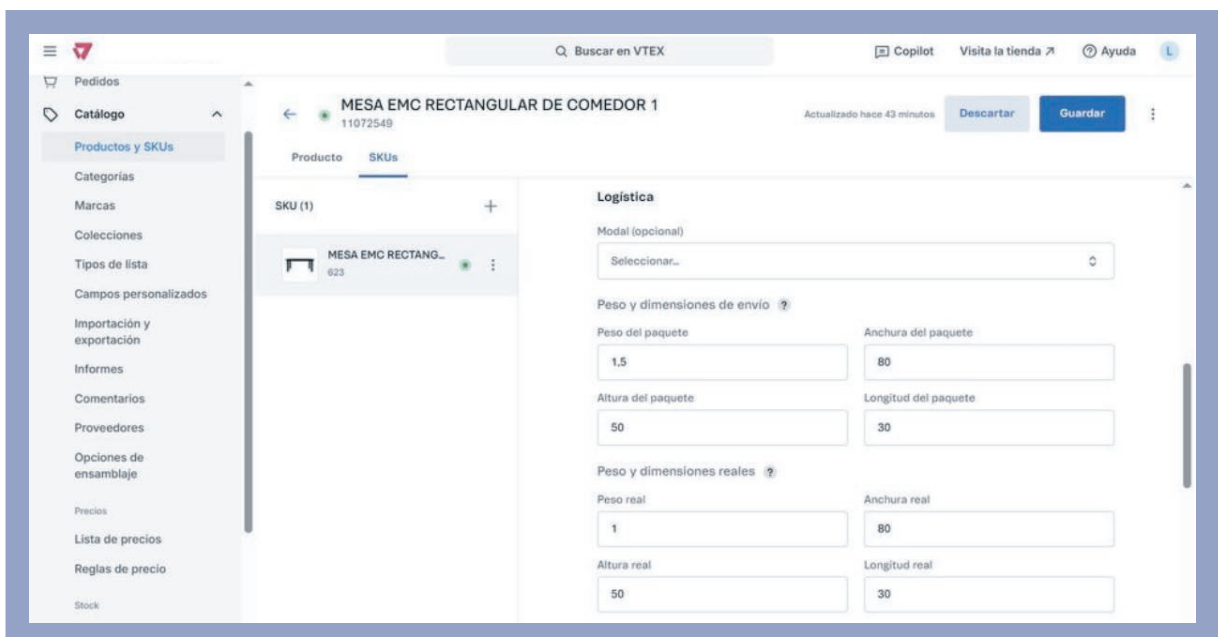 Buscar en VTEX
Copilot
Visita la tienda
Ayuda
L
Pedidos
Catálogo
Productos y SKUs
Categorías
Marcas
Colecciones
Tipos de lista
Campos personalizados
Importación y
exportación
Informes
Comentarios
Proveedores
Opciones de
ensamblaje
Precios
Lista de precios
Reglas de precio
Stock
MESA EMC RECTANGULAR DE COMEDOR 1
11072549
Actualizado hace 43 minutos
Descartar
Guardar
Producto
SKUs
SKU (1)
MESA EMC RECTANG...
623
Logística
Modal (opcional)
Seleccionar...
Peso y dimensiones de envío ?
Peso del paquete
1,5
Anchura del paquete
80
Altura del paquete
50
Longitud del paquete
30
Peso y dimensiones reales ?
Peso real
1
Anchura real
80
Altura real
50
Longitud real
30